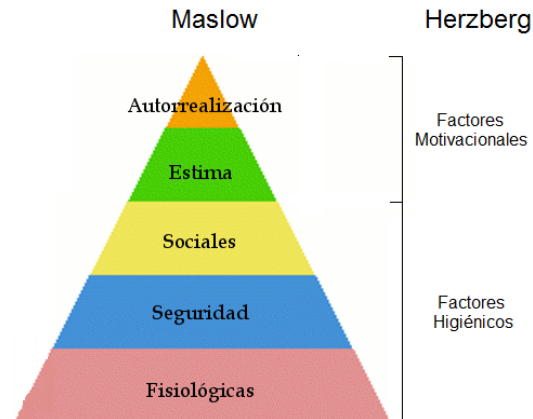 Maslow
Herzberg
Autorrealización
Estima
Sociales
Seguridad
Fisiológicas
Factores
Motivacionales
Factores
Higiénicos